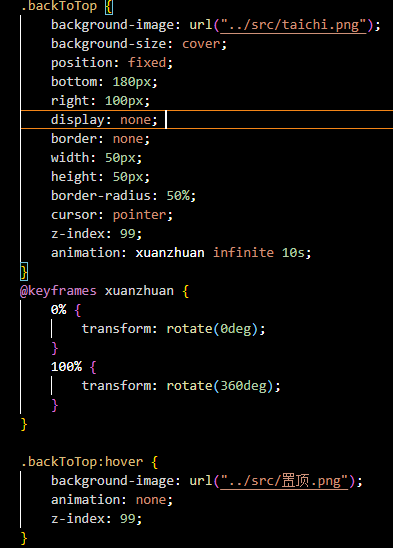 .backToTop {
background-image: url("../src/taichi.png");
background-size: cover;
position: fixed;
bottom: 180px;
right: 100px;
display: none;
border: none;
width: 50px;
height: 50px;
border-radius: 50%;
cursor: pointer;
z-index: 99;
animation: xuanzhuan infinite 10s;
}
@keyframes xuanzhuan {
0% {
transform: rotate(0deg);
}
100% {
transform: rotate(360deg);
}
}
.backToTop:hover {
background-image: url("../src/置顶.png");
animation: none;
z-index: 99;
}